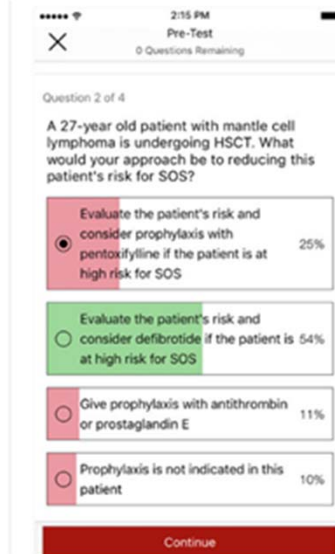 2:15 PM
Pre-Test
0 Questions Remaining
Question 2 of 4
A 27-year old patient with mantle cell
lymphoma is undergoing HSCT. What
would your approach be to reducing this
patient's risk for SOS?
Evaluate the patient's risk and
consider prophylaxis with
pentoxifylline if the patient is at
high risk for SOS
25%
Evaluate the patient's risk and
consider defibrotide if the patient is
at high risk for SOS
54%
Give prophylaxis with antithrombin
or prostaglandin E
11%
Prophylaxis is not indicated in this
patient
10%
Continue